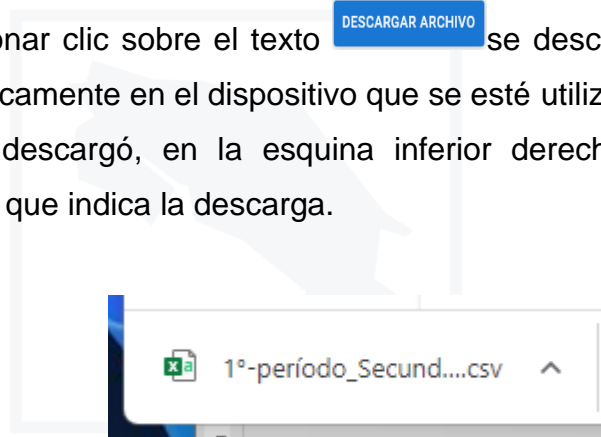 onar clic sobre el texto DESCARGAR ARCHIVO se desc
camente en el dispositivo que se esté utiliz
descargó, en la esquina inferior derech
que indica la descarga.
1°-período_Secund....csv